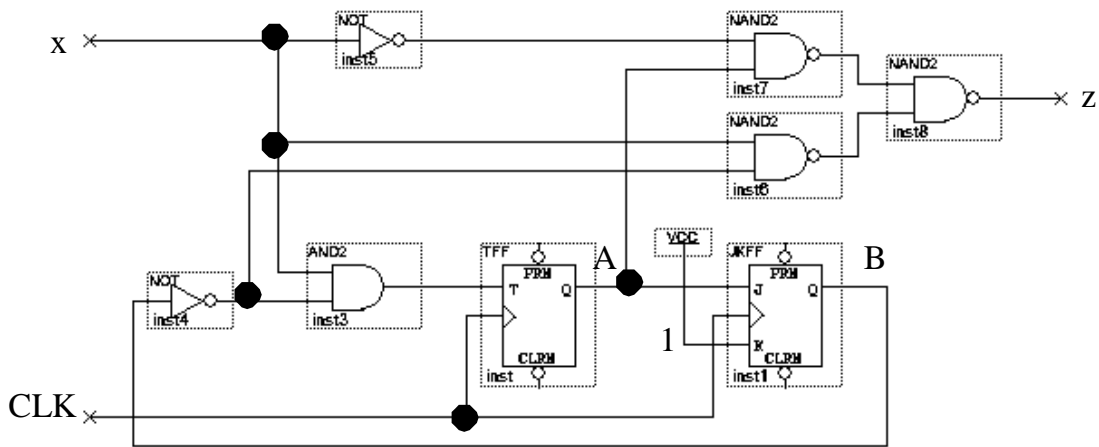 x
NOT
inst5
NAND2
inst7
NAND2
inst8
z
NAND2
inst6
NOT
inst4
AND2
inst3
TFF
PRN
T
Q
CLRN
inst
A
VCC
1
JKFF
PRN
J
Q
K
CLRN
inst1
B
CLK